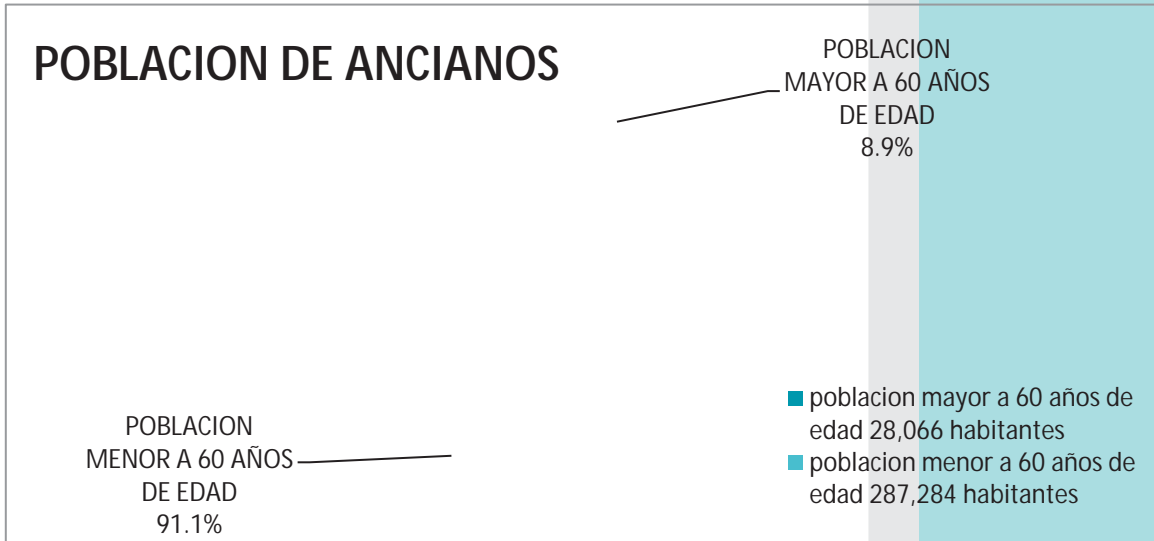 POBLACION DE ANCIANOS
POBLACION
MAYOR A 60 AÑOS
DE EDAD
8.9%
POBLACION
MENOR A 60 AÑOS
DE EDAD
91.1%
poblacion mayor a 60 años de
edad 28,066 habitantes
poblacion menor a 60 años de
edad 287,284 habitantes